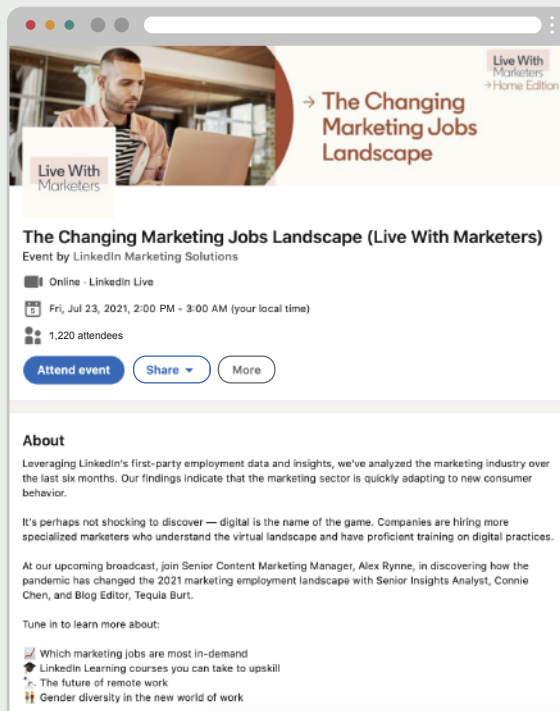 Live With
Marketers
→ Home Edition
→ The Changing
Marketing Jobs
Landscape
Live With
Marketers
The Changing Marketing Jobs Landscape (Live With Marketers)
Event by LinkedIn Marketing Solutions
Online · LinkedIn Live
5
Fri, Jul 23, 2021, 2:00 PM - 3:00 AM (your local time)
1,220 attendees
Attend event
Share
More
About
Leveraging LinkedIn's first-party employment data and insights, we've analyzed the marketing industry over
the last six months. Our findings indicate that the marketing sector is quickly adapting to new consumer
behavior.
It's perhaps not shocking to discover — digital is the name of the game. Companies are hiring more
specialized marketers who understand the virtual landscape and have proficient training on digital practices.
At our upcoming broadcast, join Senior Content Marketing Manager, Alex Rynne, in discovering how the
pandemic has changed the 2021 marketing employment landscape with Senior Insights Analyst, Connie
Chen, and Blog Editor, Tequia Burt.
Tune in to learn more about:
📈 Which marketing jobs are most in-demand
🎓 LinkedIn Learning courses you can take to upskill
The future of remote work
👫 Gender diversity in the new world of work